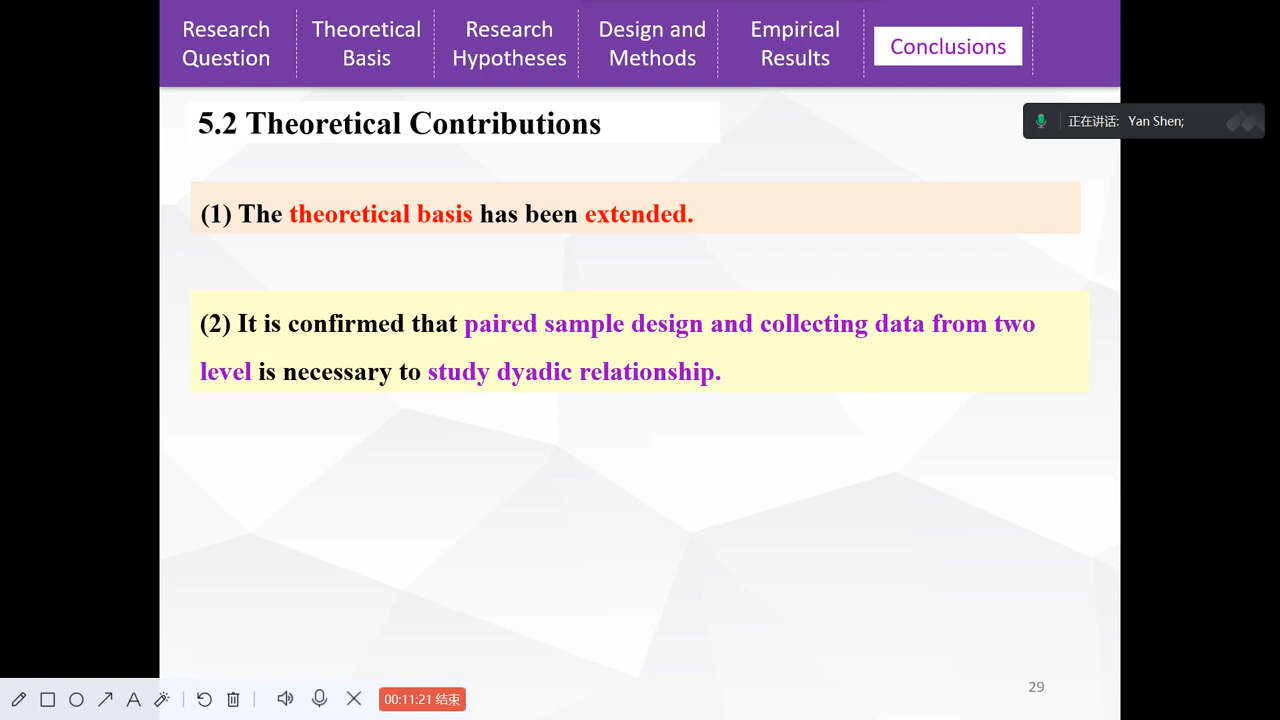 Research Question
Theoretical Basis
Research Hypotheses
Design and Methods
Empirical Results
Conclusions
5.2 Theoretical Contributions
正在讲话: Yan Shen;
(1) The theoretical basis has been extended.
(2) It is confirmed that paired sample design and collecting data from two
level is necessary to study dyadic relationship.
29
00:11:21 结束